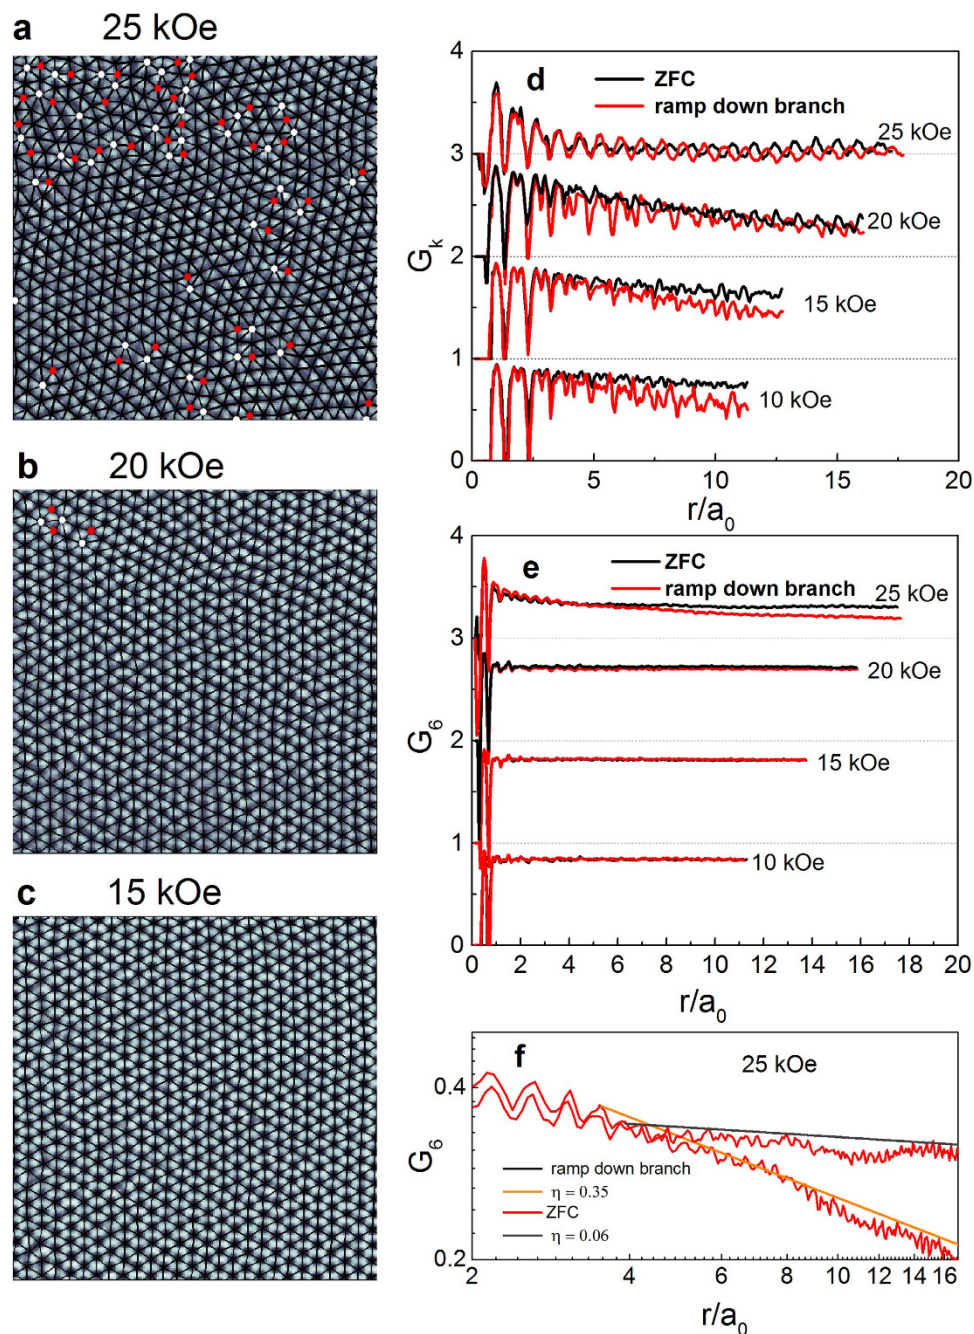 a 25 kOe
b 20 kOe
c 15 kOe
d
ZFC
ramp down branch
4
3
2
1
0
G_k
25 kOe
20 kOe
15 kOe
10 kOe
0 5 10 15 20
r/a_0
e
ZFC
ramp down branch
4
3
2
1
0
G_6
25 kOe
20 kOe
15 kOe
10 kOe
0 2 4 6 8 10 12 14 16 18 20
r/a_0
f 25 kOe
0.4
0.2
G_6
ramp down branch
η = 0.35
ZFC
η = 0.06
2 4 6 8 10 12 14 16
r/a_0